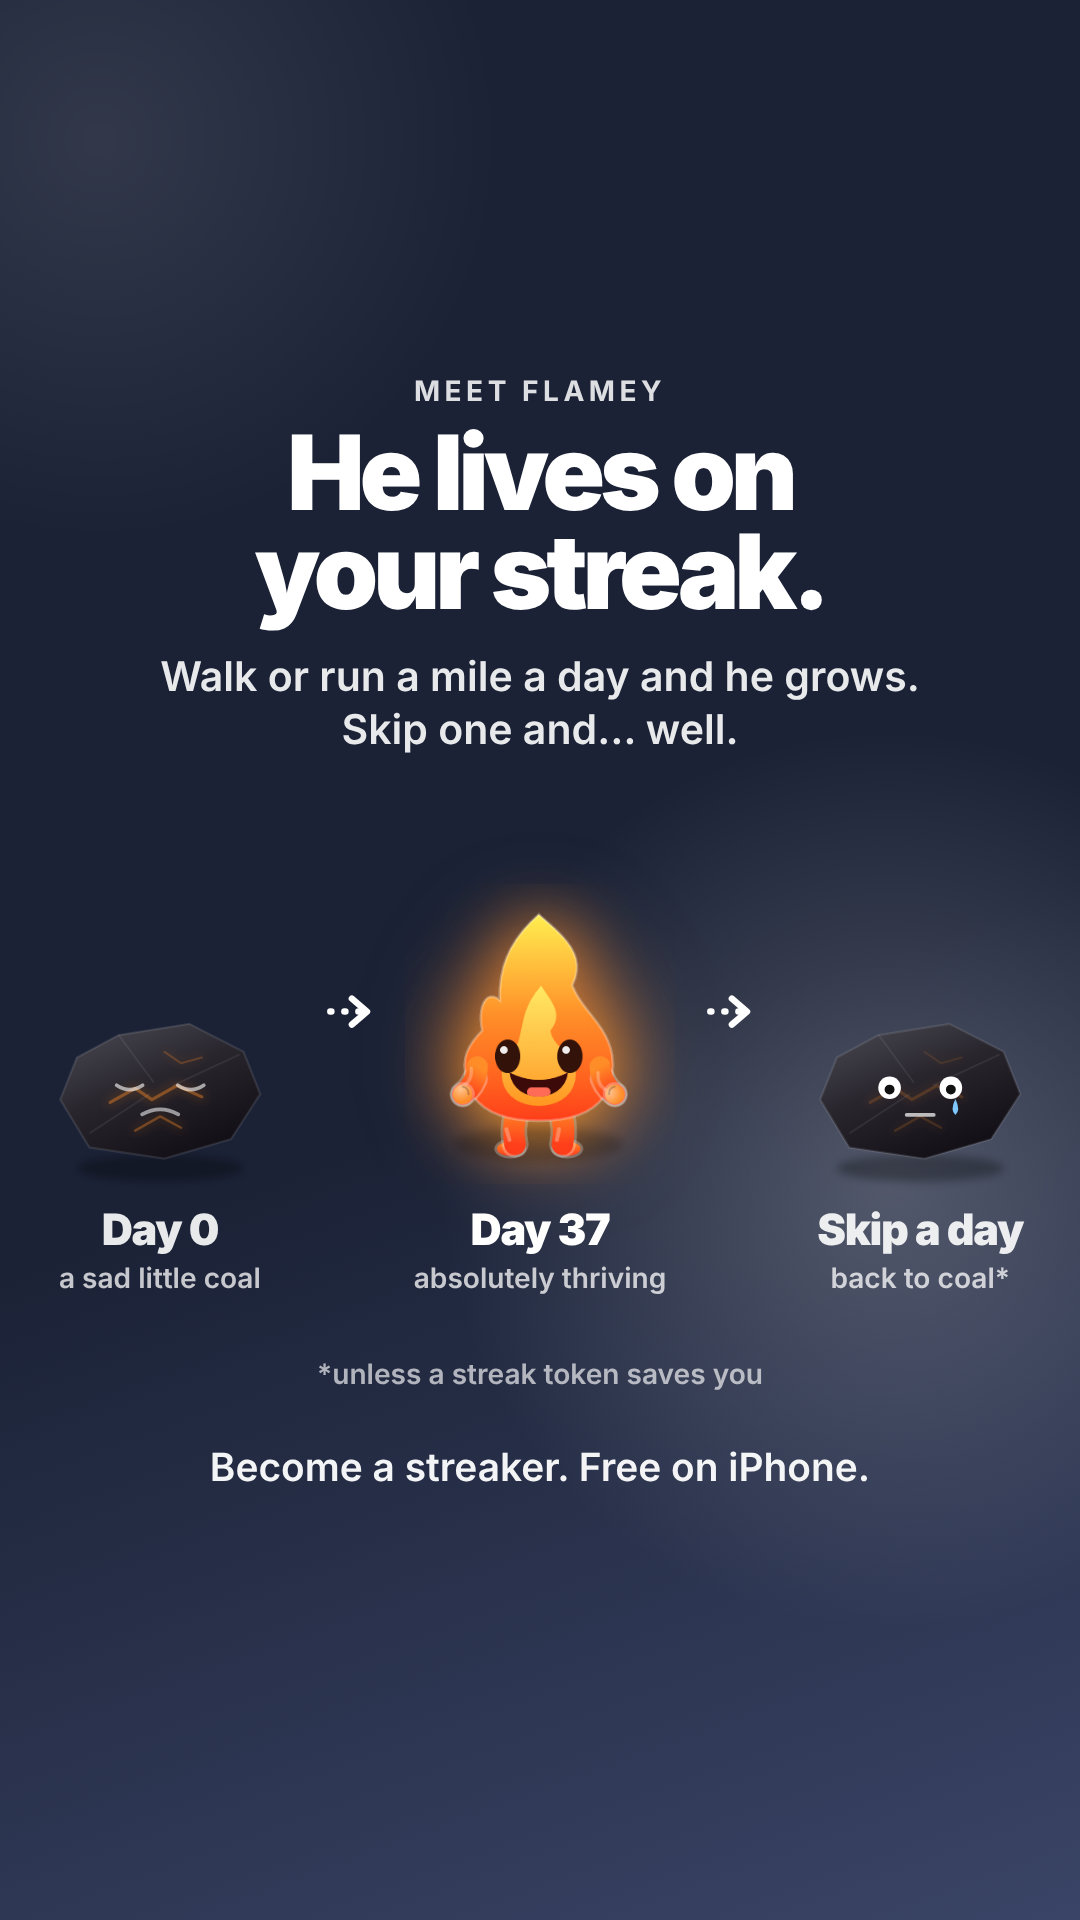 MEET FLAMEY
He lives on
your streak.
Walk or run a mile a day and he grows.
Skip one and... well.
Day 0
a sad little coal
Day 37
absolutely thriving
Skip a day
back to coal*
*unless a streak token saves you
Become a streaker. Free on iPhone.